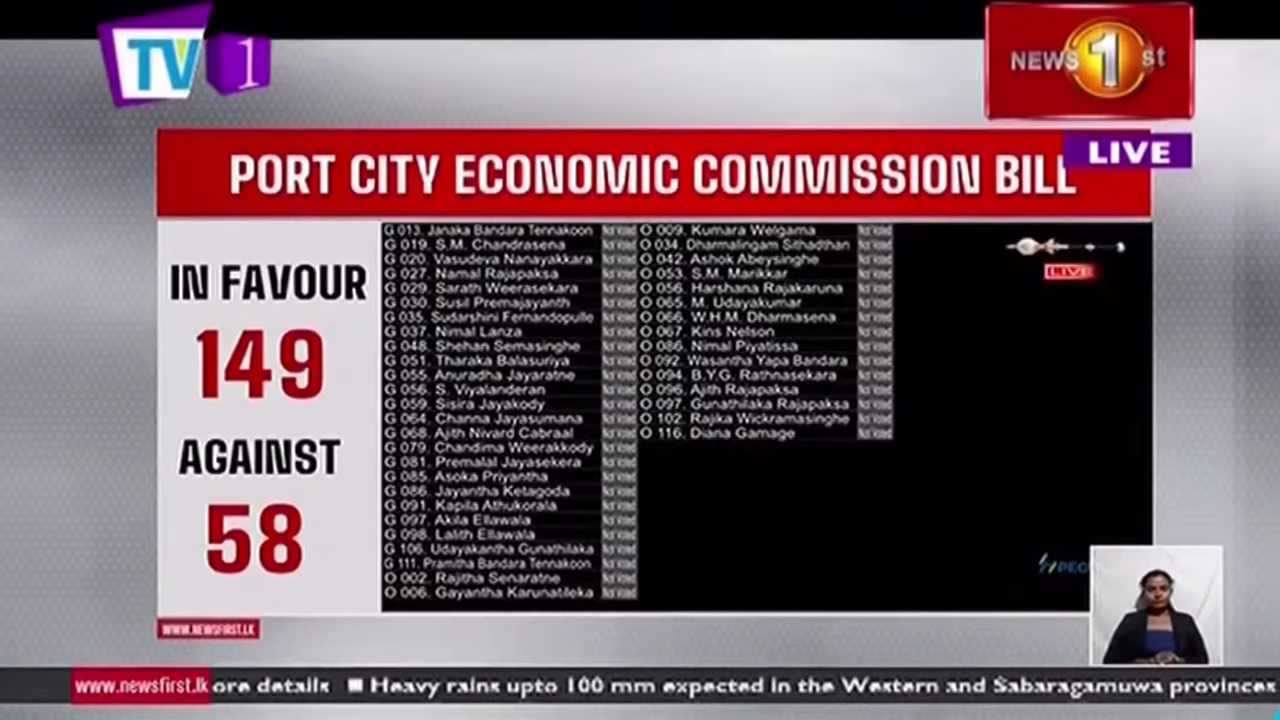 TV 1
NEWS 1st
LIVE
PORT CITY ECONOMIC COMMISSION BILL
IN FAVOUR
149
AGAINST
58
G 013. Janaka Bandara Tennakoon
G 019. S.M. Chandrasena
G 020. Vasudeva Nanayakkara
G 027. Namal Rajapaksa
G 029. Sarath Weerasekara
G 030. Susil Premajayanth
G 035. Sudarshini Fernandopulle
G 037. Nimal Lanza
G 048. Shehan Semasinghe
G 051. Tharaka Balasuriya
G 055. Anuradha Jayaratne
G 056. S. Viyalanderan
G 059. Sisira Jayakody
G 064. Channa Jayasumana
G 068. Ajith Nivard Cabraal
G 079. Chandima Weerakkody
G 081. Premalal Jayasekera
G 085. Asoka Priyantha
G 086. Jayantha Ketagoda
G 091. Kapila Athukorala
G 097. Akila Ellawala
G 098. Lalith Ellawala
G 106. Udayakantha Gunathilaka
G 111. Pramitha Bandara Tennakoon
O 002. Rajitha Senaratne
O 006. Gayantha Karunatileka
O 009. Kumara Welgama
O 034. Dharmalingam Sithadthan
O 042. Ashok Abeysinghe
O 053. S.M. Marikkar
O 056. Harshana Rajakaruna
O 065. M. Udayakumar
O 066. W.H.M. Dharmasena
O 067. Kins Nelson
O 086. Nimal Piyatissa
O 092. Wasantha Yapa Bandara
O 094. B.Y.G. Rathnasekara
O 096. Ajith Rajapaksa
O 097. Gunathilaka Rajapaksa
O 102. Rajika Wickramasinghe
O 116. Diana Gamage
LIVE
WWW.NEWSFIRST.LK
www.newsfirst.lk ore details ■ Heavy rains upto 100 mm expected in the Western and Sabaragamuwa provinces